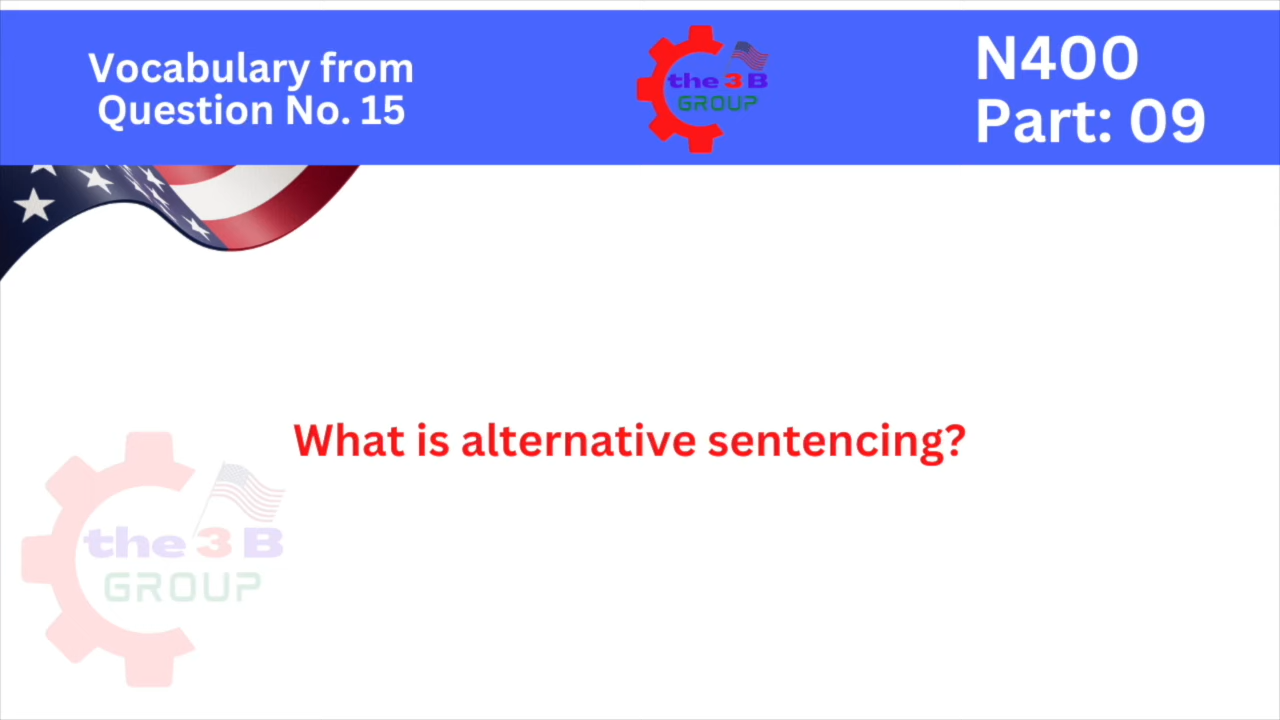 Vocabulary from
Question No. 15
the 3 B
GROUP
N400
Part: 09
What is alternative sentencing?
the 3 B
GROUP